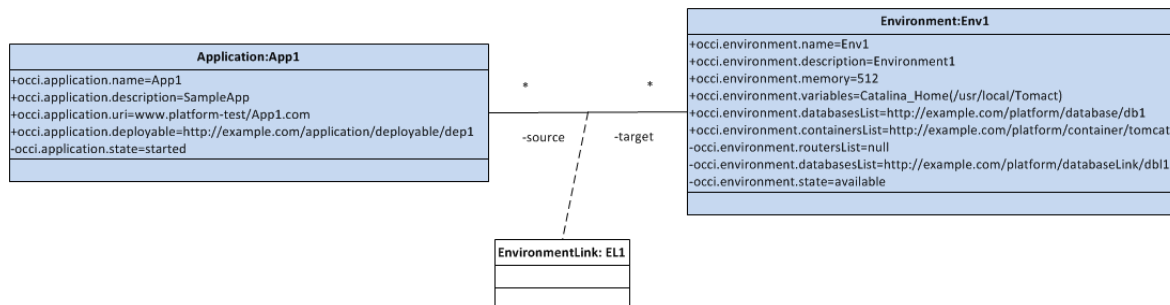 Application:App1
+occi.application.name=App1
+occi.application.description=SampleApp
+occi.application.uri=www.platform-test/App1.com
+occi.application.deployable=http://example.com/application/deployable/dep1
-occi.application.state=started
*
*
-source
-target
Environment:Env1
+occi.environment.name=Env1
+occi.environment.description=Environment1
+occi.environment.memory=512
+occi.environment.variables=Catalina_Home(/usr/local/Tomact)
+occi.environment.databasesList=http://example.com/platform/database/db1
+occi.environment.containersList=http://example.com/platform/container/tomcat
-occi.environment.routersList=null
-occi.environment.databasesList=http://example.com/platform/databaseLink/dbl1
-occi.environment.state=available
EnvironmentLink: EL1